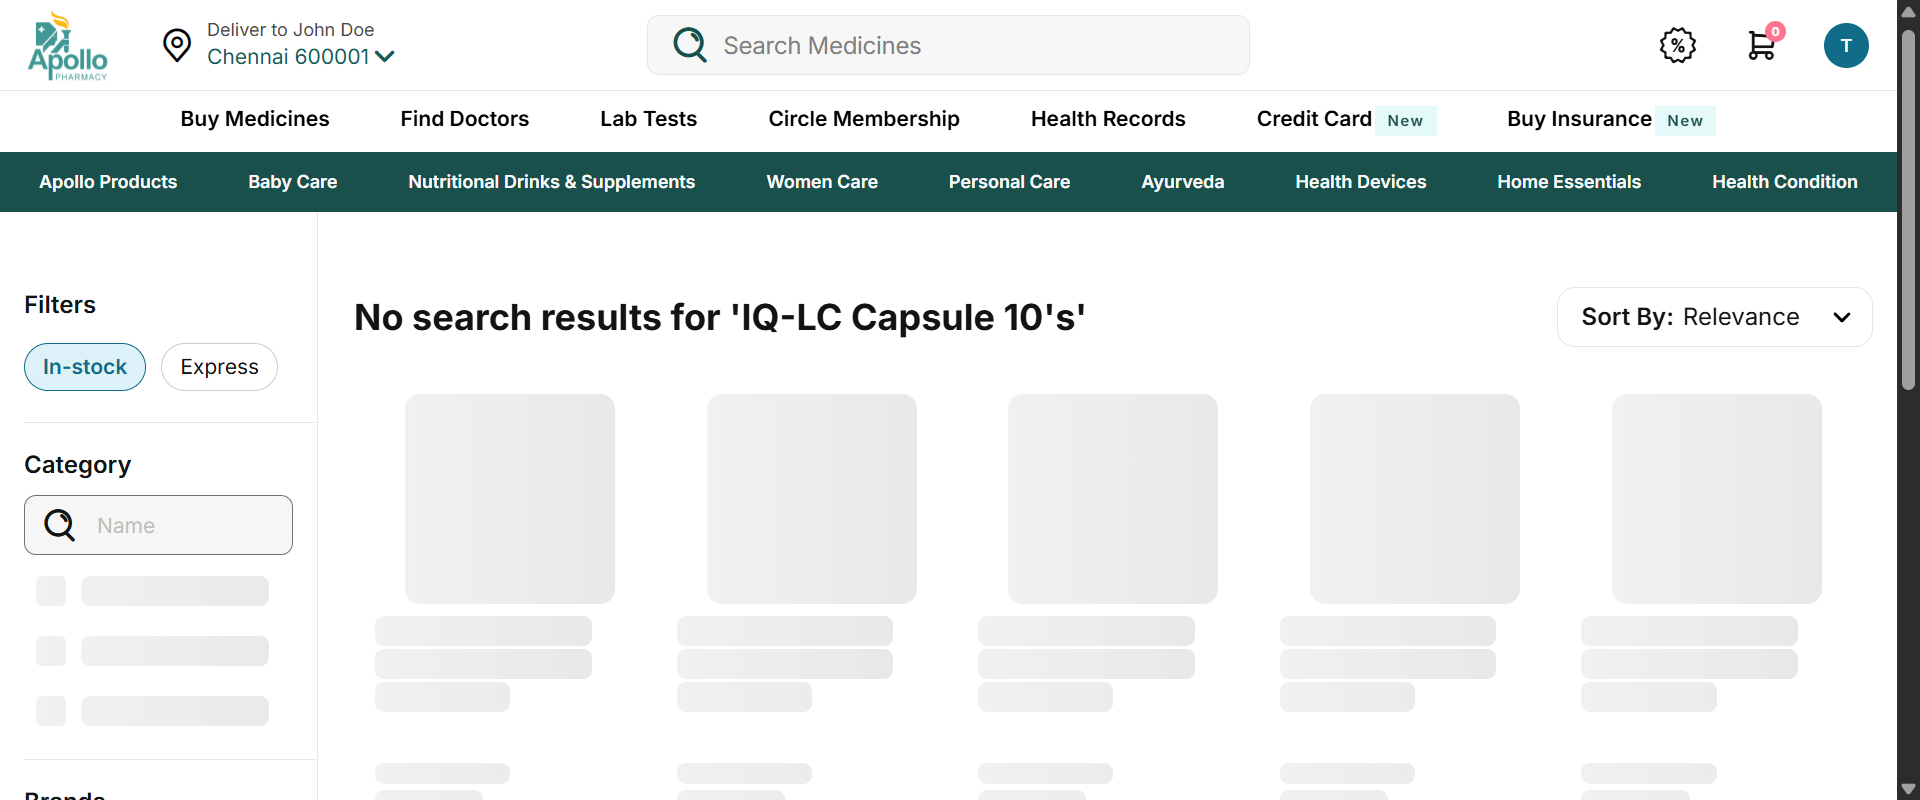 Apollo
PHARMACY
Deliver to John Doe
Chennai 600001
Search Medicines
0
T
Buy Medicines
Find Doctors
Lab Tests
Circle Membership
Health Records
Credit Card New
Buy Insurance New
Apollo Products
Baby Care
Nutritional Drinks & Supplements
Women Care
Personal Care
Ayurveda
Health Devices
Home Essentials
Health Condition
Filters
In-stock
Express
Category
Name
Brands
No search results for 'IQ-LC Capsule 10's'
Sort By: Relevance